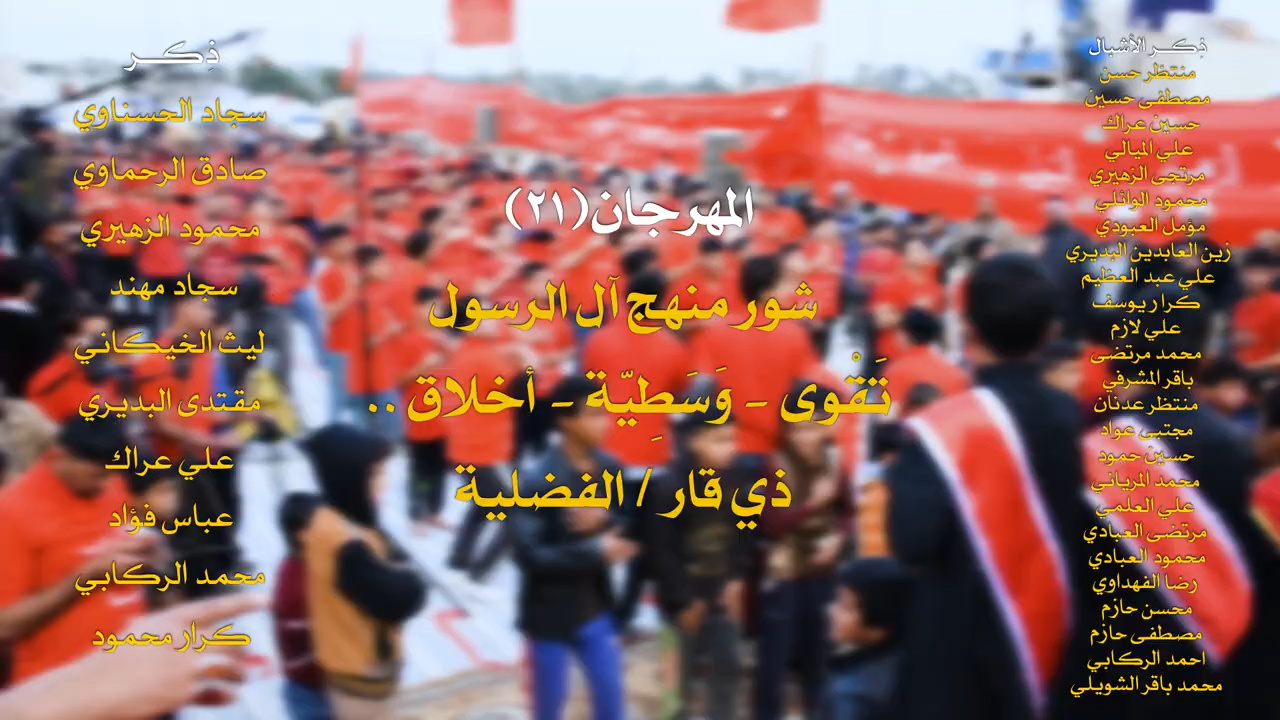 ذِكــر الأشبال
منتظر حسن
مصطفى حسين
حسين عراك
علي الميالي
مرتجى الزهيري
محمود الوائلي
مؤمل العبودي
زين العابدين البديري
علي عبد العظيم
كرار يوسف
علي لازم
محمد مرتضى
باقر المشرفي
منتظر عدنان
مجتبى عواد
حسين حمود
محمد المرياني
علي العلمي
مرتضى العبادي
محمود العبادي
رضا الفهداوي
محسن حازم
مصطفى حازم
احمد الركابي
محمد باقر الشويلي
المهرجان(٢١)
شور منهج آل الرسول
تَقْوى - وَسَطِيّة - أخلاق ..
ذي قار / الفضلية
ذِكــر
سجاد الحسناوي
صادق الرحماوي
محمود الزهيري
سجاد مهند
ليث الخيكاني
مقتدى البديري
علي عراك
عباس فؤاد
محمد الركابي
كرار محمود